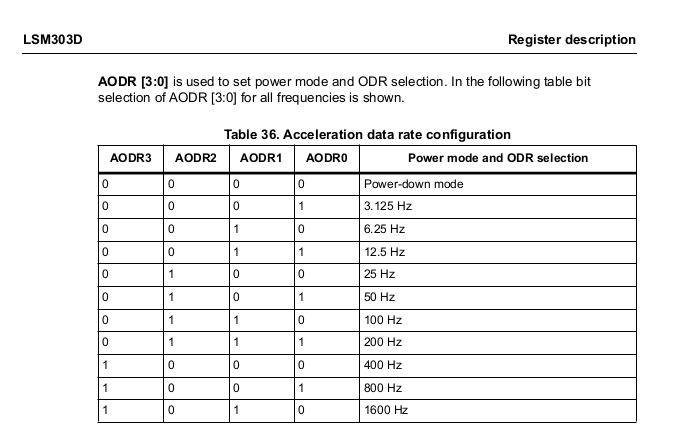 LSM303D Register description
AODR [3:0] is used to set power mode and ODR selection. In the following table bit
selection of AODR [3:0] for all frequencies is shown.
Table 36. Acceleration data rate configuration
AODR3 AODR2 AODR1 AODR0 Power mode and ODR selection
0 0 0 0 Power-down mode
0 0 0 1 3.125 Hz
0 0 1 0 6.25 Hz
0 0 1 1 12.5 Hz
0 1 0 0 25 Hz
0 1 0 1 50 Hz
0 1 1 0 100 Hz
0 1 1 1 200 Hz
1 0 0 0 400 Hz
1 0 0 1 800 Hz
1 0 1 0 1600 Hz